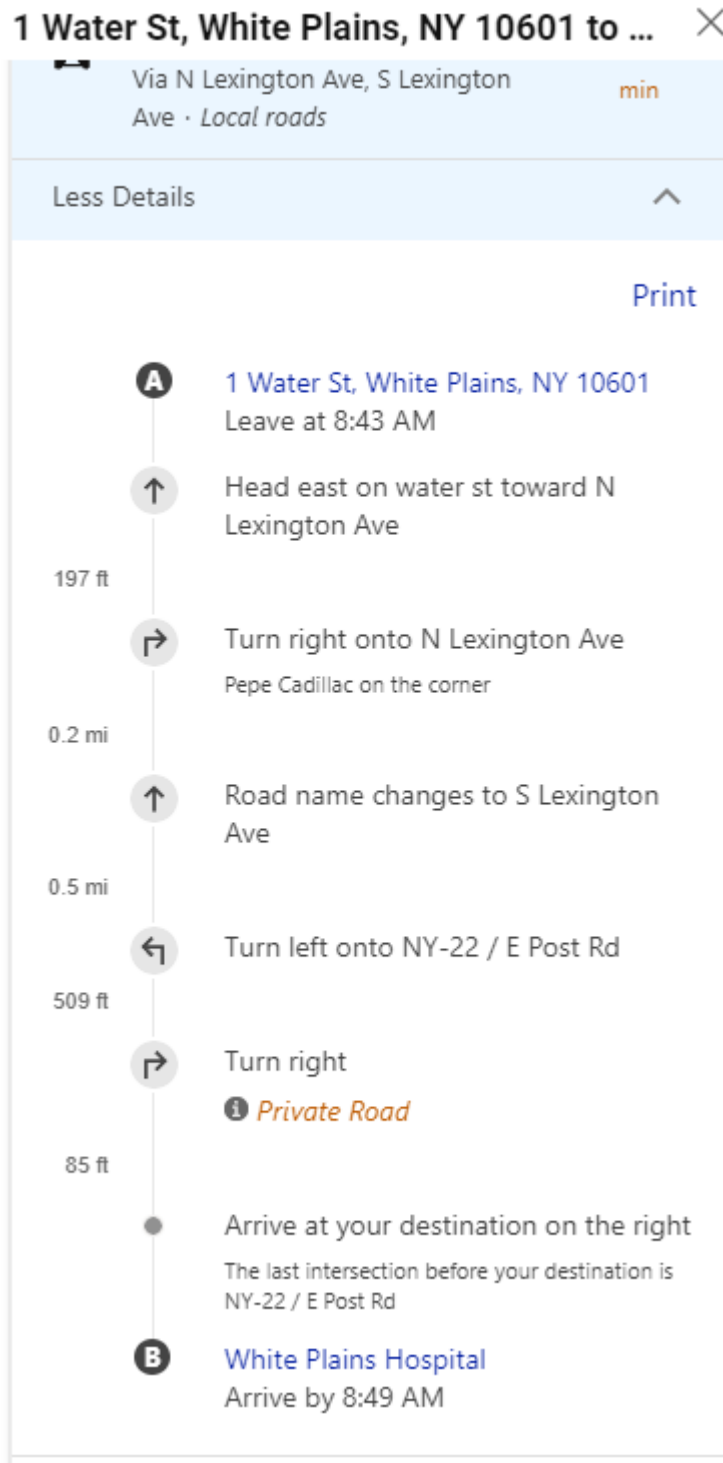 1 Water St, White Plains, NY 10601 to ...
Via N Lexington Ave, S Lexington
min
Ave · Local roads
Less Details
Print
A
1 Water St, White Plains, NY 10601
Leave at 8:43 AM
Head east on water st toward N
Lexington Ave
197 ft
Turn right onto N Lexington Ave
Pepe Cadillac on the corner
0.2 mi
Road name changes to S Lexington
Ave
0.5 mi
Turn left onto NY-22 / E Post Rd
509 ft
Turn right
Private Road
85 ft
Arrive at your destination on the right
The last intersection before your destination is
NY-22 / E Post Rd
B
White Plains Hospital
Arrive by 8:49 AM